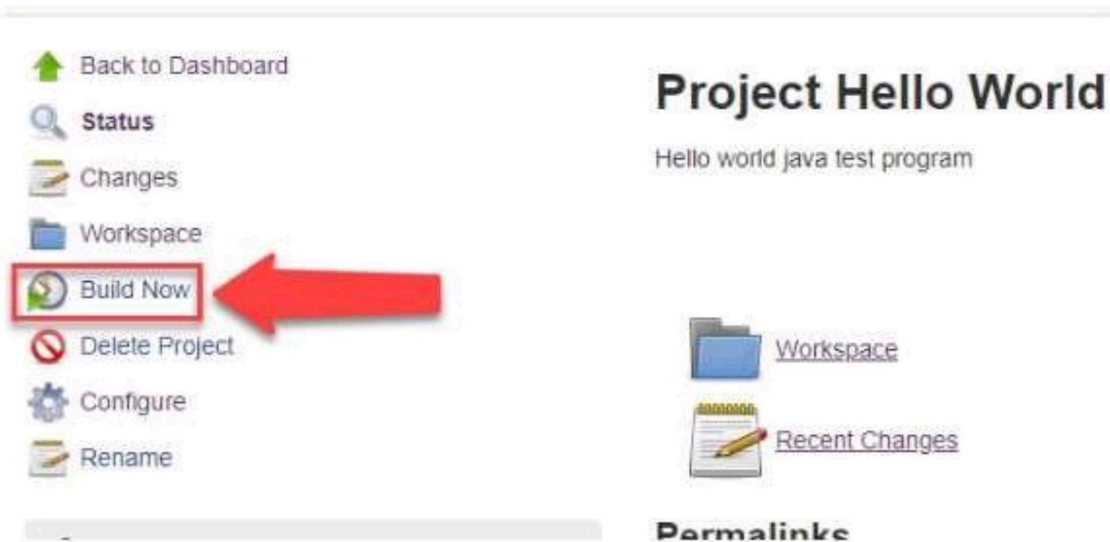 Back to Dashboard
Status
Changes
Workspace
Build Now
Delete Project
Configure
Rename
Project Hello World
Hello world java test program
Workspace
Recent Changes
Permalinks